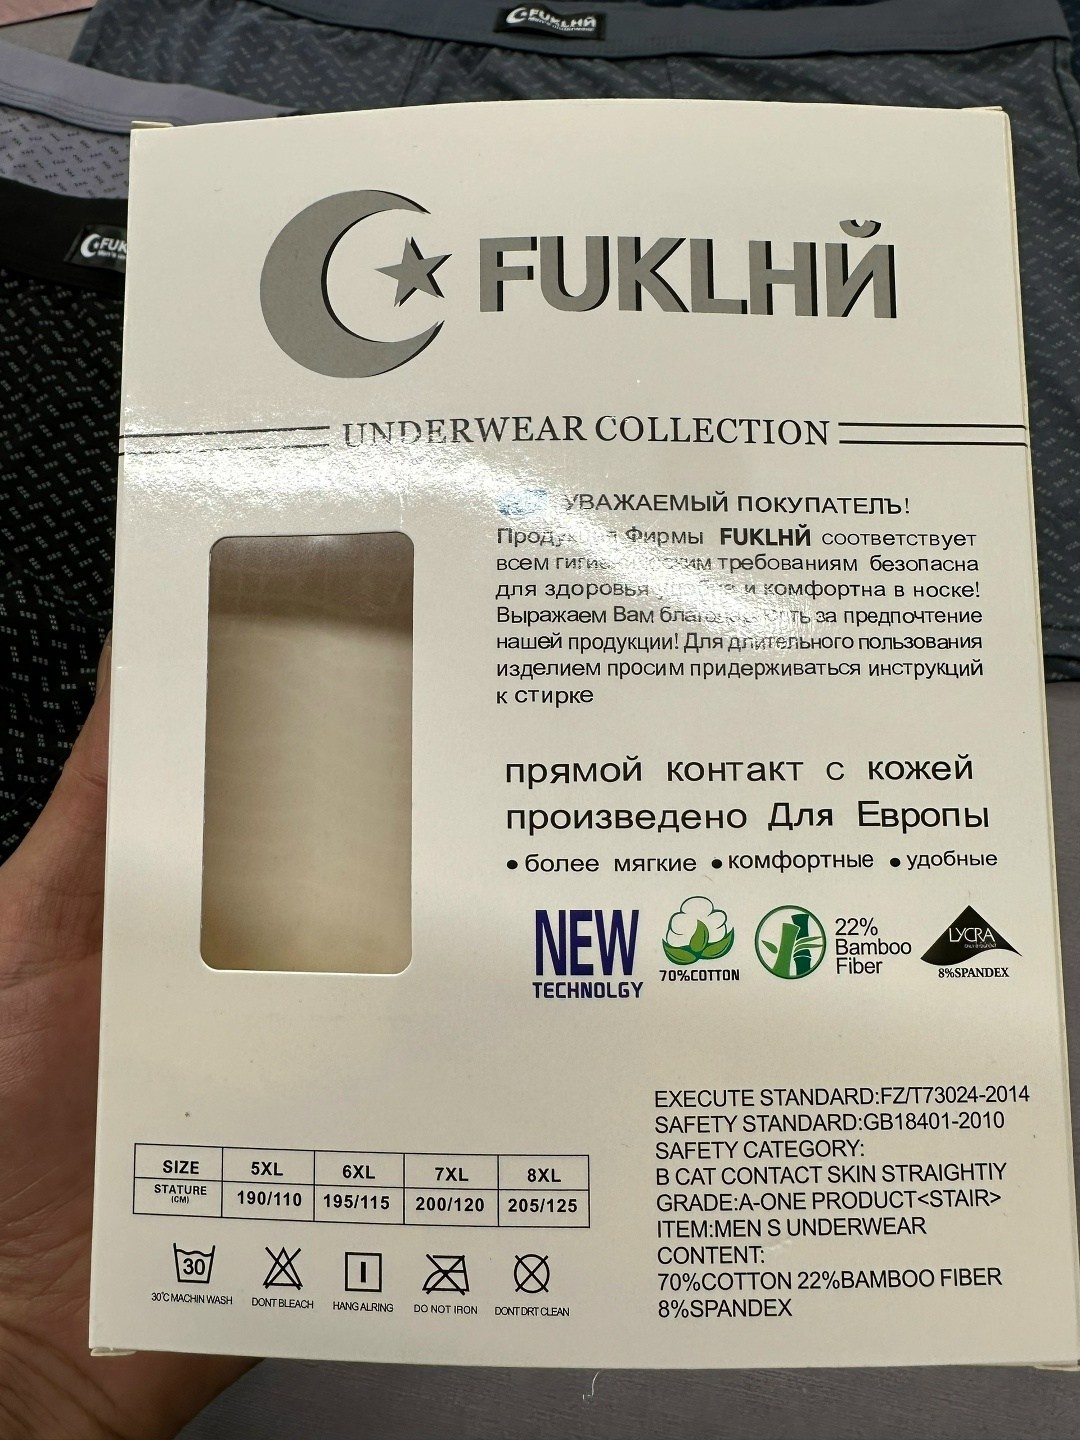 FUKLHЙ
FUKLHЙ
UNDERWEAR COLLECTION
УВАЖАЕМЫЙ ПОКУПАТЕЛЪ!
Фирмы FUKLHЙ соответствует
всем требованиям безопасна
для здоровья и комфортна в носке!
Выражаем Вам за предпочтение
нашей продукции! Для длительного пользования
изделием просим придерживаться инструкций
к стирке
прямой контакт с кожей
произведено Для Европы
• более мягкие • комфортные • удобные
NEW
TECHNOLGY
70%COTTON
22%
Bamboo
Fiber
LYCRA
8%SPANDEX
EXECUTE STANDARD:FZ/T73024-2014
SAFETY STANDARD:GB18401-2010
SAFETY CATEGORY:
B CAT CONTACT SKIN STRAIGHTIY
GRADE:A-ONE PRODUCT<STAIR>
ITEM:MEN S UNDERWEAR
CONTENT:
70%COTTON 22%BAMBOO FIBER
8%SPANDEX
SIZE 5XL 6XL 7XL 8XL
STATURE (CM) 190/110 195/115 200/120 205/125
30
30°C MACHIN WASH DONT BLEACH HANG ALRING DO NOT IRON DONT DRT CLEAN